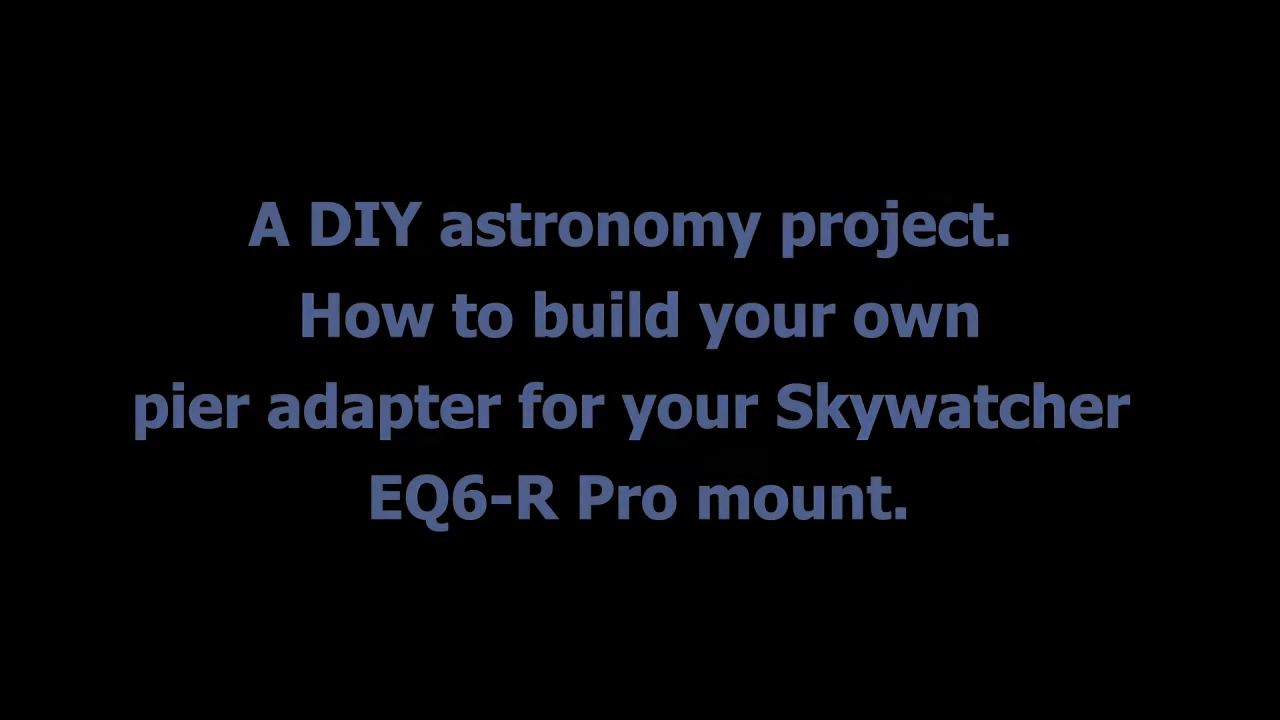 A DIY astronomy project.
How to build your own
pier adapter for your Skywatcher
EQ6-R Pro mount.